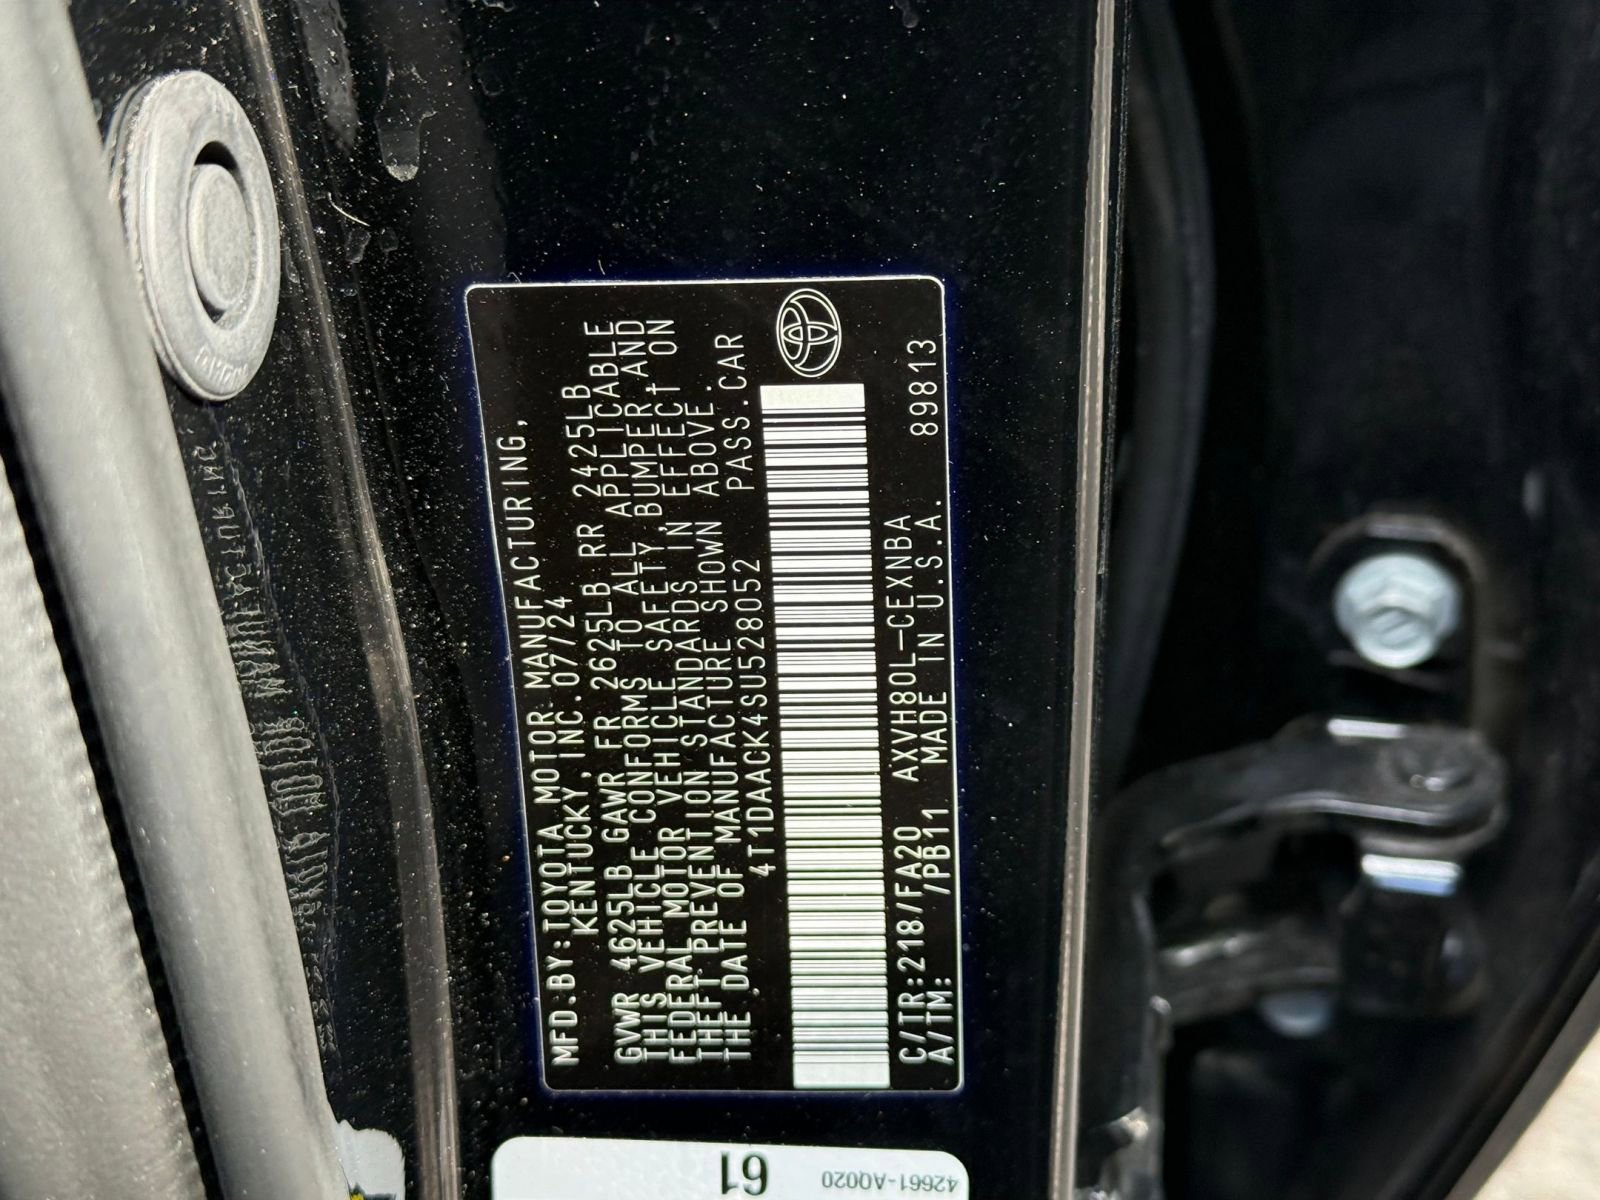 MFD.BY:TOYOTA MOTOR MANUFACTURING,
KENTUCKY,INC.07/24
GVWR 4625LB GAWR FR 2625LB RR 2425LB
THIS VEHICLE CONFORMS TO ALL APPLICABLE
FEDERAL MOTOR VEHICLE SAFETY,BUMPER,AND
THEFT PREVENTION STANDARDS IN EFFECT ON
THE DATE OF MANUFACTURE SHOWN ABOVE.
4T1DAACK4SU528052 PASS.CAR
C/TR:218/FA20 AXVH80L-CEXNBA
A/TM: /PB11 MADE IN U.S.A. 89813
61
42661-A0020